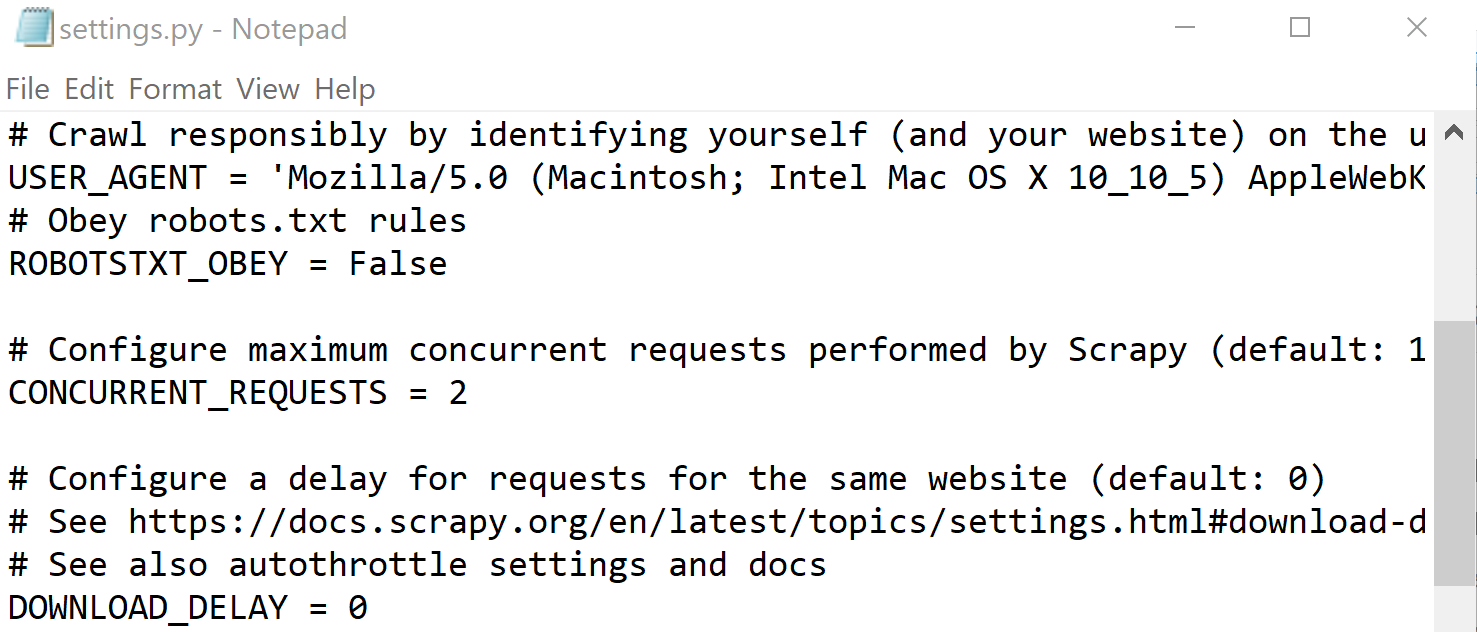 settings.py - Notepad
File Edit Format View Help
# Crawl responsibly by identifying yourself (and your website) on the u
USER_AGENT = 'Mozilla/5.0 (Macintosh; Intel Mac OS X 10_10_5) AppleWebK
# Obey robots.txt rules
ROBOTSTXT_OBEY = False
# Configure maximum concurrent requests performed by Scrapy (default: 1
CONCURRENT_REQUESTS = 2
# Configure a delay for requests for the same website (default: 0)
# See https://docs.scrapy.org/en/latest/topics/settings.html#download-d
# See also autothrottle settings and docs
DOWNLOAD_DELAY = 0